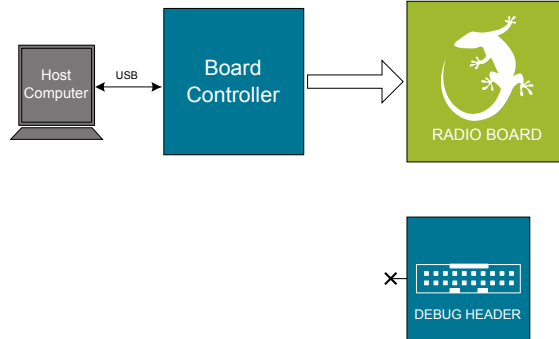 Host
Computer
USB
Board
Controller
RADIO BOARD
DEBUG HEADER